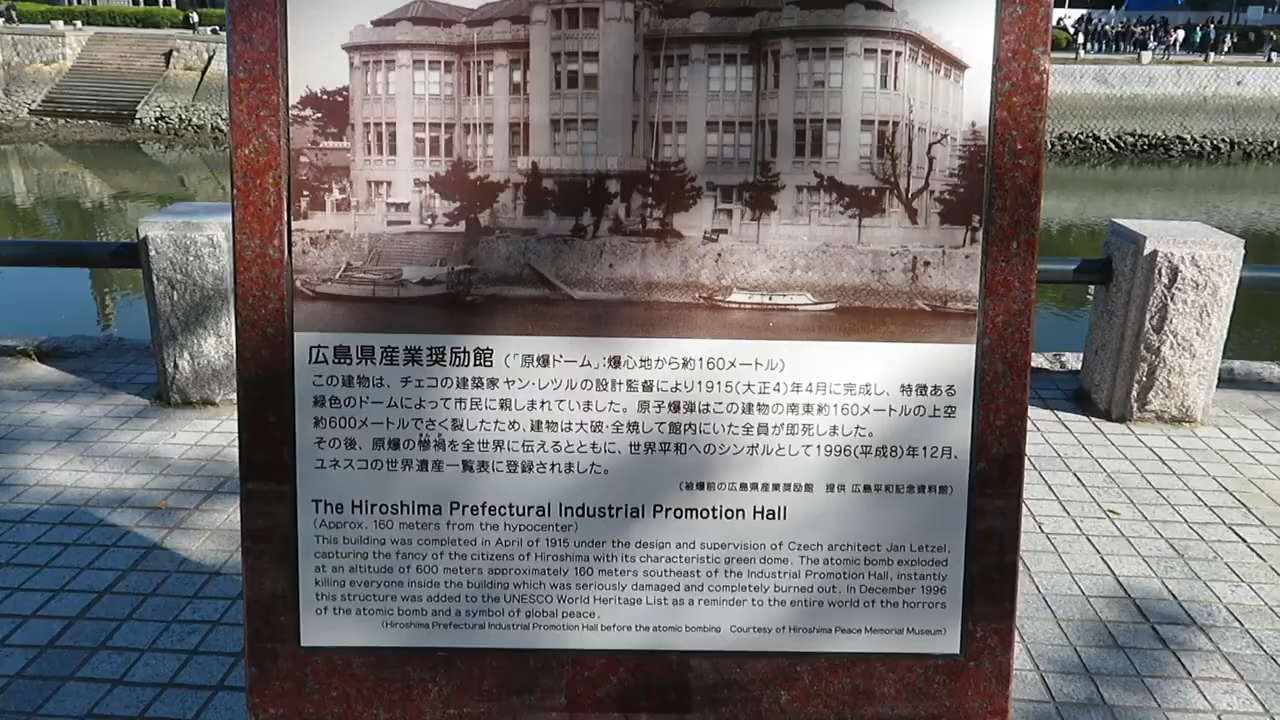 広島県産業奨励館（「原爆ドーム」：爆心地から約160メートル）
この建物は、チェコの建築家ヤン・レツルの設計監督により1915（大正4）年4月に完成し、特徴ある
緑色のドームによって市民に親しまれていました。原子爆弾はこの建物の南東約160メートルの上空
約600メートルでさく裂したため、建物は大破・全焼して館内にいた全員が即死しました。
その後、原爆の惨禍を全世界に伝えるとともに、世界平和へのシンボルとして1996（平成8）年12月、
ユネスコの世界遺産一覧表に登録されました。
（被爆前の広島県産業奨励館　提供 広島平和記念資料館）
The Hiroshima Prefectural Industrial Promotion Hall
(Approx. 160 meters from the hypocenter)
This building was completed in April of 1915 under the design and supervision of Czech architect Jan Letzel,
capturing the fancy of the citizens of Hiroshima with its characteristic green dome. The atomic bomb exploded
at an altitude of 600 meters approximately 160 meters southeast of the Industrial Promotion Hall, instantly
killing everyone inside the building which was seriously damaged and completely burned out. In December 1996
this structure was added to the UNESCO World Heritage List as a reminder to the entire world of the horrors
of the atomic bomb and a symbol of global peace.
(Hiroshima Prefectural Industrial Promotion Hall before the atomic bombing　Courtesy of Hiroshima Peace Memorial Museum)